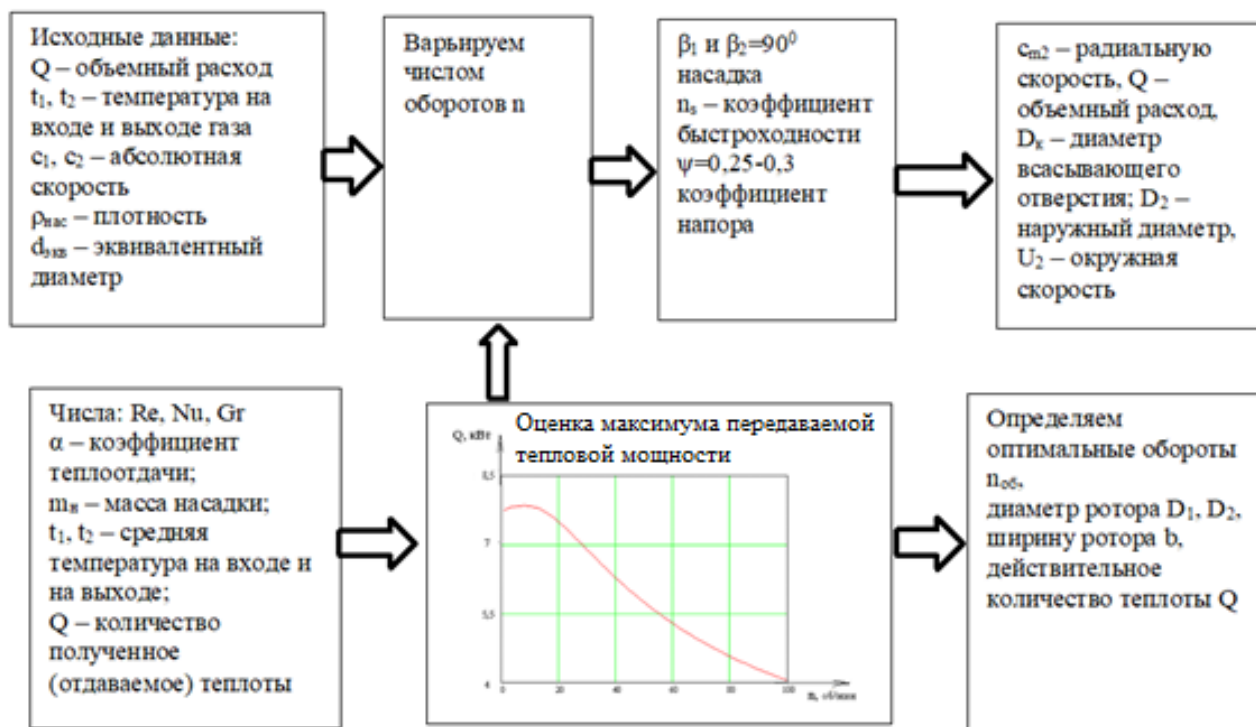 Исходные данные:
Q – объемный расход
t₁, t₂ – температура на
входе и выходе газа
c₁, c₂ – абсолютная
скорость
ρнас – плотность
dэкв – эквивалентный
диаметр
Варьируем
числом
оборотов n
β₁ и β₂=90⁰
насадка
nₛ – коэффициент
быстроходности
ψ=0,25-0,3
коэффициент
напора
cm2 – радиальную
скорость, Q –
объемный расход,
Dк – диаметр
всасывающего
отверстия; D₂ –
наружный диаметр,
U₂ – окружная
скорость
Числа: Re, Nu, Gr
α – коэффициент
теплоотдачи;
mн – масса насадки;
t₁, t₂ – средняя
температура на входе и
на выходе;
Q – количество
полученное
(отдаваемое) теплоты
Оценка максимума передаваемой
тепловой мощности
Q, кВт
8,5
7
5,5
4
0 20 40 60 80 100
n, об/мин
Определяем
оптимальные обороты
nоб,
диаметр ротора D₁, D₂,
ширину ротора b,
действительное
количество теплоты Q